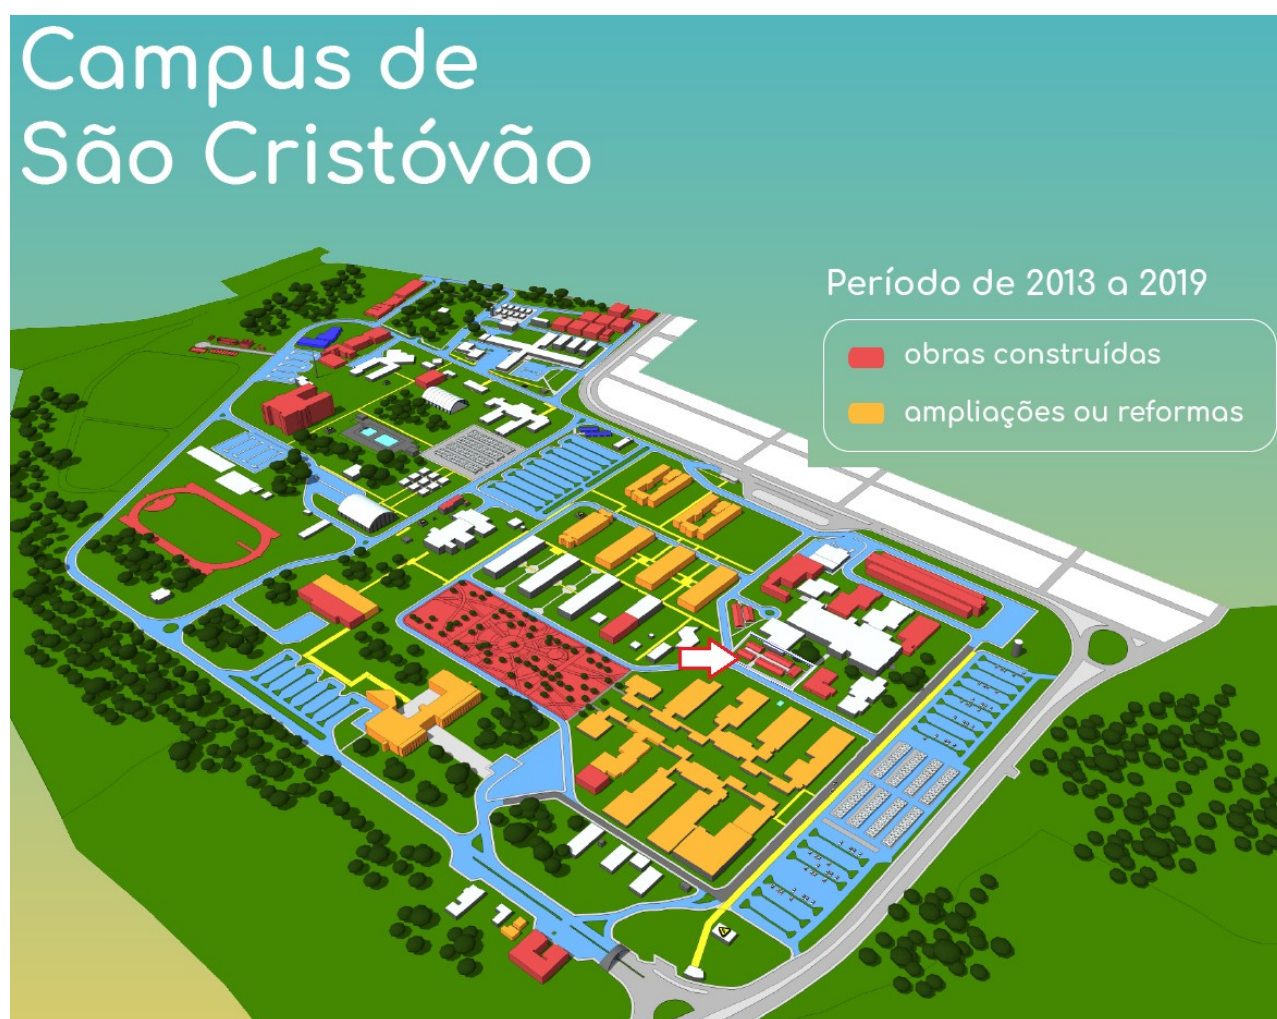 Campus de
São Cristóvão
Período de 2013 a 2019
obras construídas
ampliações ou reformas